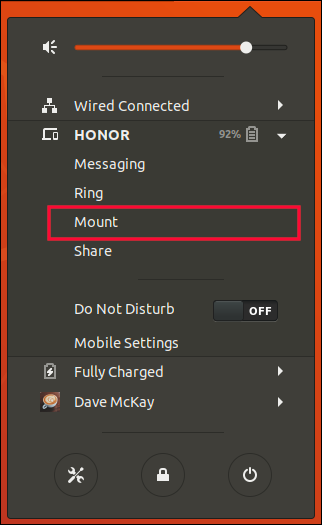 Wired Connected
HONOR 92%
Messaging
Ring
Mount
Share
Do Not Disturb OFF
Mobile Settings
Fully Charged
Dave McKay